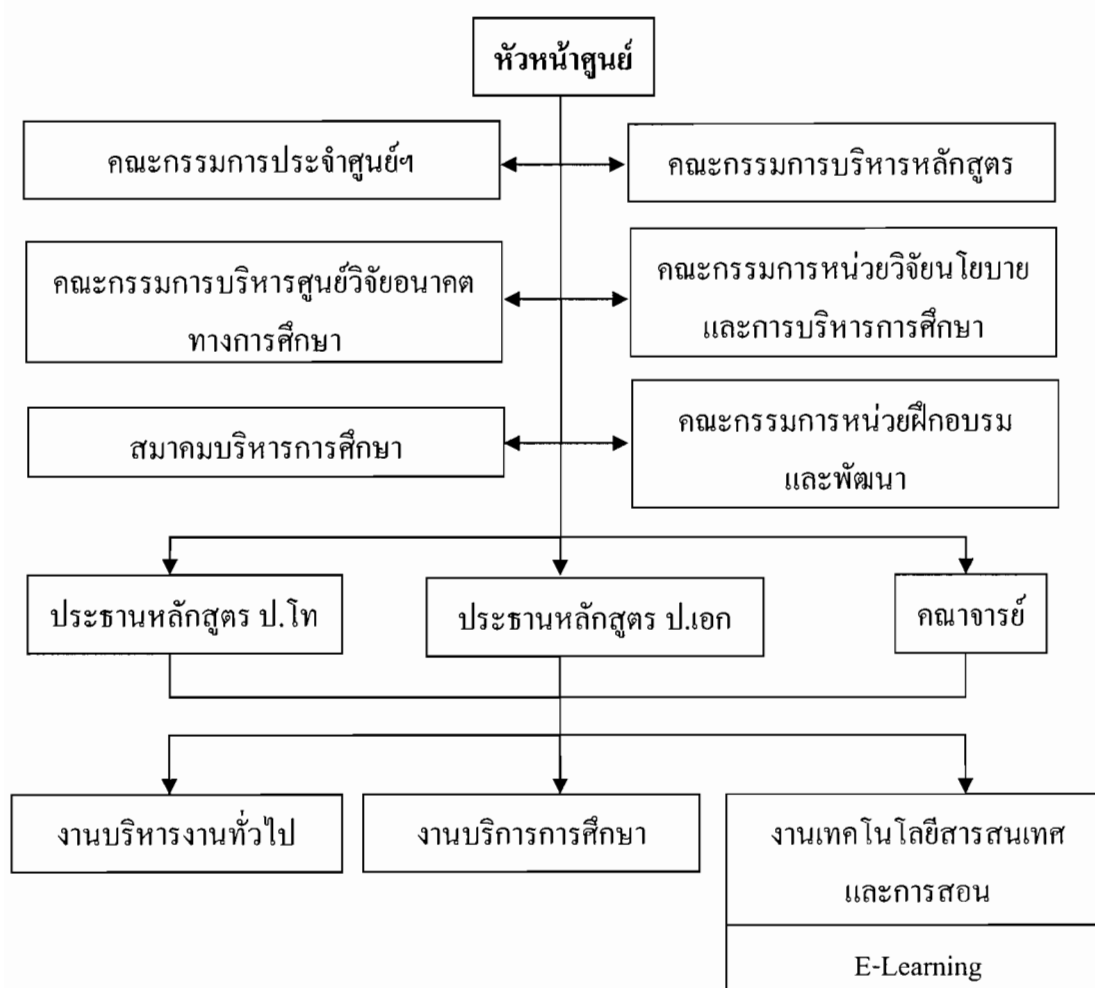 หัวหน้าศูนย์
คณะกรรมการประจำศูนย์ฯ
คณะกรรมการบริหารหลักสูตร
คณะกรรมการบริหารศูนย์วิจัยอนาคต
ทางการศึกษา
คณะกรรมการหน่วยวิจัยนโยบาย
และการบริหารการศึกษา
สมาคมบริหารการศึกษา
คณะกรรมการหน่วยฝึกอบรม
และพัฒนา
ประธานหลักสูตร ป.โท
ประธานหลักสูตร ป.เอก
คณาจารย์
งานบริหารงานทั่วไป
งานบริการการศึกษา
งานเทคโนโลยีสารสนเทศ
และการสอน
E-Learning